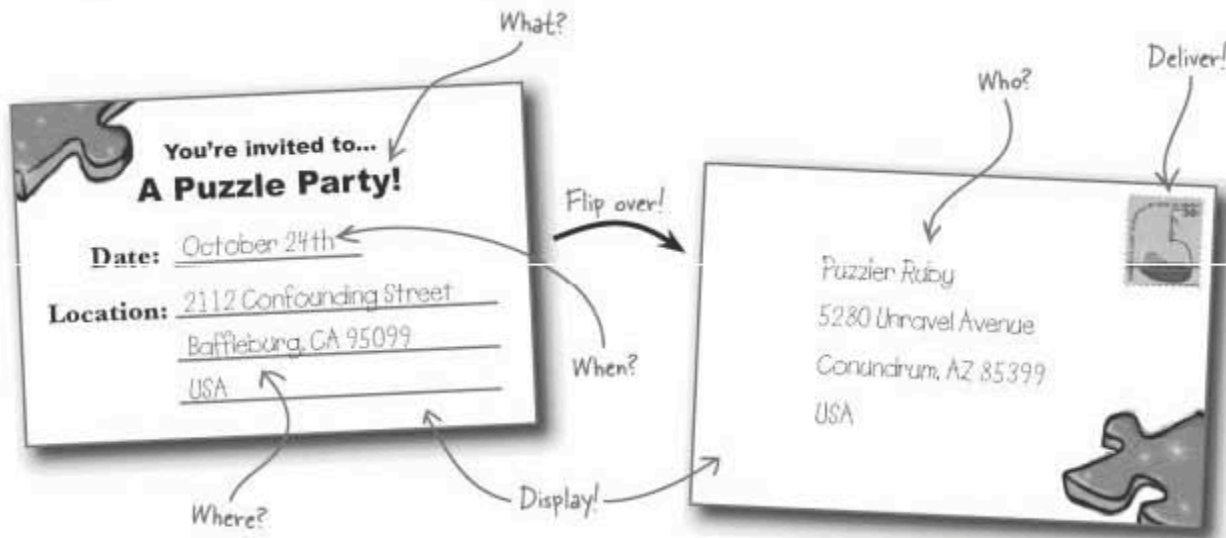 What?
You're invited to...
A Puzzle Party!
Date: October 24th
Location: 2112 Confounding Street
Baffleburg, CA 95099
USA
Where?
When?
Display!
Flip over!
Who?
Deliver!
Puzzler Ruby
5280 Unravel Avenue
Conundrum, AZ 85399
USA